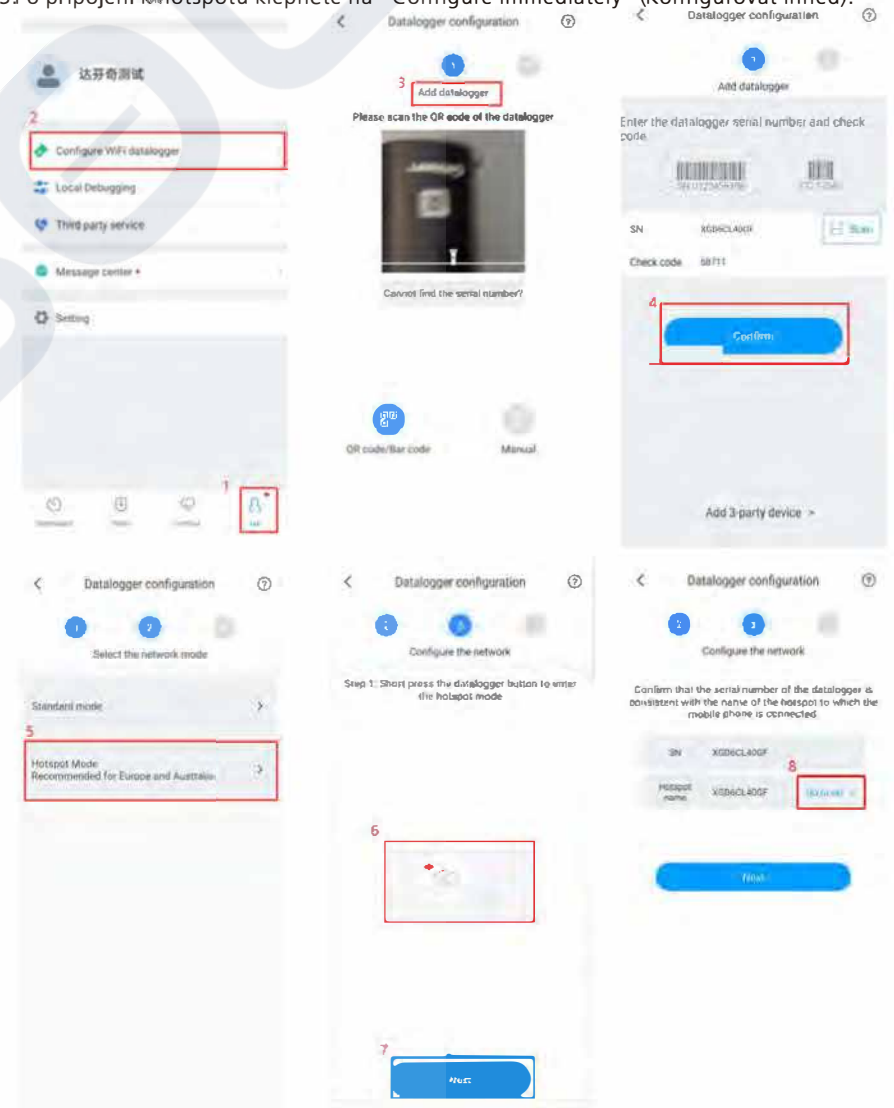 připojení k hotspotu klepněte na "Configure immediately" (Konfigurovat ihned).
达芬奇测试
2
Configure WiFi datalogger
Local Debugging
Third party service
Message center
Setting
1
Datalogger configuration
1
3
Add datalogger
Please scan the QR code of the datalogger
Cannot find the serial number?
QR code/Bar code
Manual
Datalogger configuration
1
Add datalogger
Enter the datalogger serial number and check
code
SN
Scan
Check code
4
Confirm
Add 3-party device >
Datalogger configuration
1
2
Select the network mode
Standard mode
5
Hotspot Mode
Recommended for Europe and Australia
Datalogger configuration
Configure the network
Step 1: Short press the datalogger button to enter
the hotspot mode
6
7
Next
Datalogger configuration
2
3
Configure the network
Confirm that the serial number of the datalogger is
consistent with the name of the hotspot to which the
mobile phone is connected
SN
8
Hotspot
name
Next